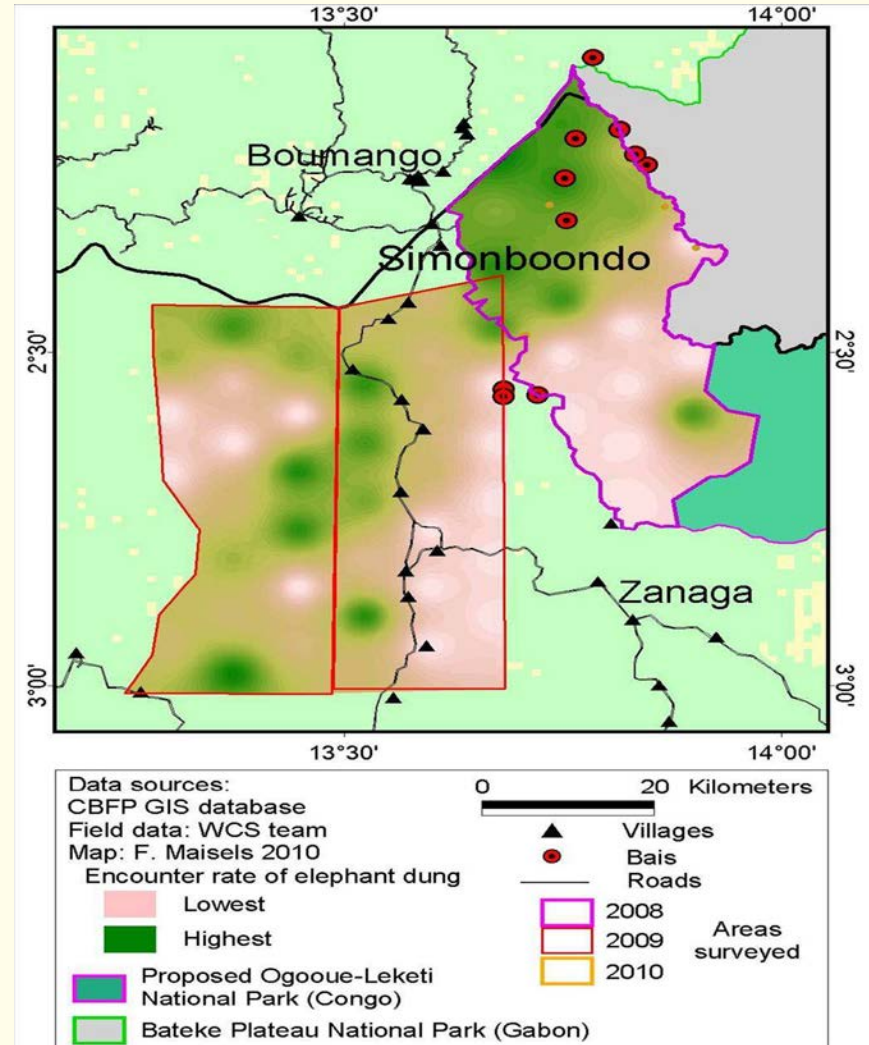 13°30' 14°00'
Boumango
Simonboondo
2°30' 2°30'
Zanaga
3°00' 3°00'
13°30' 14°00'
Data sources:
CBFP GIS database
Field data: WCS team
Map: F. Maisels 2010
Encounter rate of elephant dung
Lowest
Highest
Proposed Ogooue-Leketi
National Park (Congo)
Bateke Plateau National Park (Gabon)
0 20 Kilometers
Villages
Bais
Roads
2008
2009
2010
Areas
surveyed